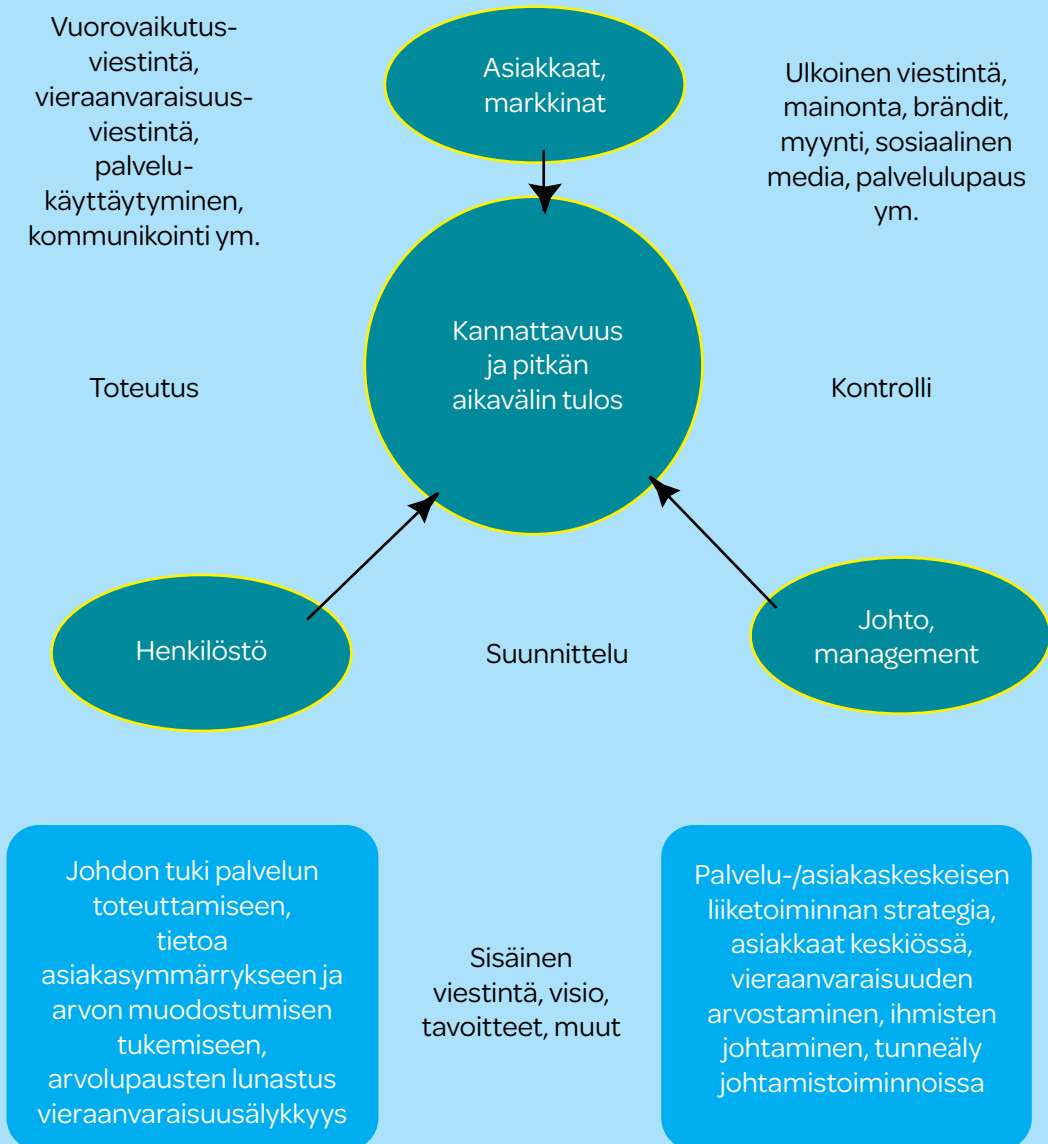 Vuorovaikutus-
viestintä,
vieraanvaraisuus-
viestintä,
palvelu-
käyttäytyminen,
kommunikointi ym.
Asiakkaat,
markkinat
Ulkoinen viestintä,
mainonta, brändit,
myynti, sosiaalinen
media, palvelulupaus
ym.
Toteutus
Kannattavuus
ja pitkän
aikavälin tulos
Kontrolli
Henkilöstö
Suunnittelu
Johto,
management
Johdon tuki palvelun
toteuttamiseen,
tietoa
asiakasymmärrykseen ja
arvon muodostumisen
tukemiseen,
arvolupausten lunastus
vieraanvaraisuusälykkyys
Sisäinen
viestintä, visio,
tavoitteet, muut
Palvelu-/asiakaskeskeisen
liiketoiminnan strategia,
asiakkaat keskiössä,
vieraanvaraisuuden
arvostaminen, ihmisten
johtaminen, tunneäly
johtamistoiminnoissa